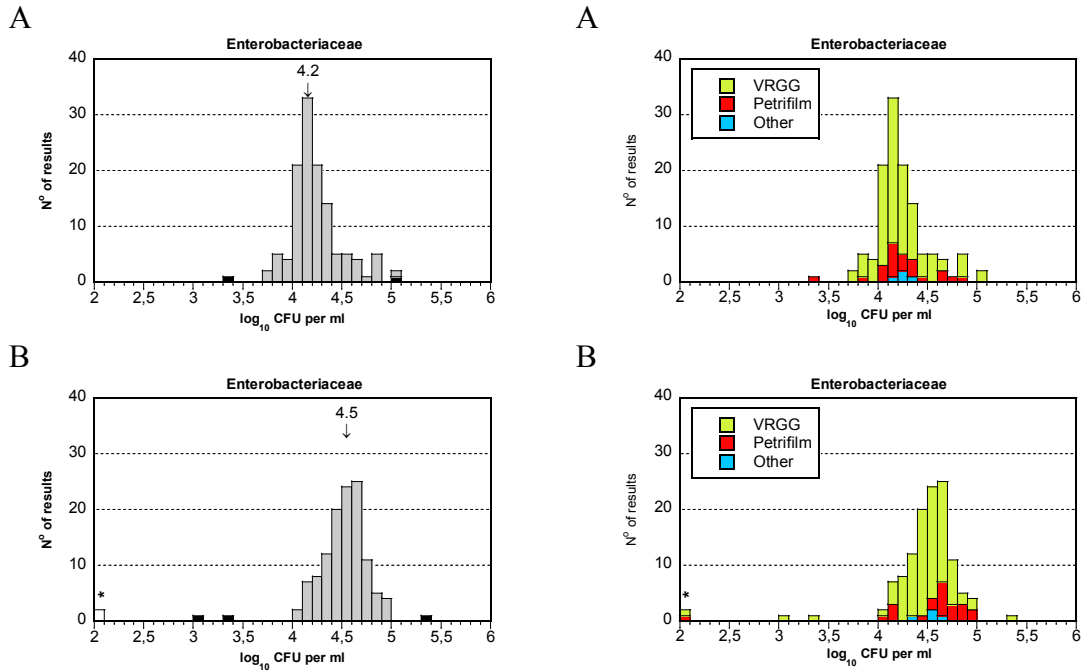 A
Enterobacteriaceae
4.2
↓
40
30
20
10
0
2 2,5 3 3,5 4 4,5 5 5,5 6
N° of results
log10 CFU per ml
A
Enterobacteriaceae
VRGG
Petrifilm
Other
40
30
20
10
0
2 2,5 3 3,5 4 4,5 5 5,5 6
N° of results
log10 CFU per ml
B
Enterobacteriaceae
4.5
↓
40
30
20
10
0
*
2 2,5 3 3,5 4 4,5 5 5,5 6
N° of results
log10 CFU per ml
B
Enterobacteriaceae
VRGG
Petrifilm
Other
40
30
20
10
0
*
2 2,5 3 3,5 4 4,5 5 5,5 6
N° of results
log10 CFU per ml